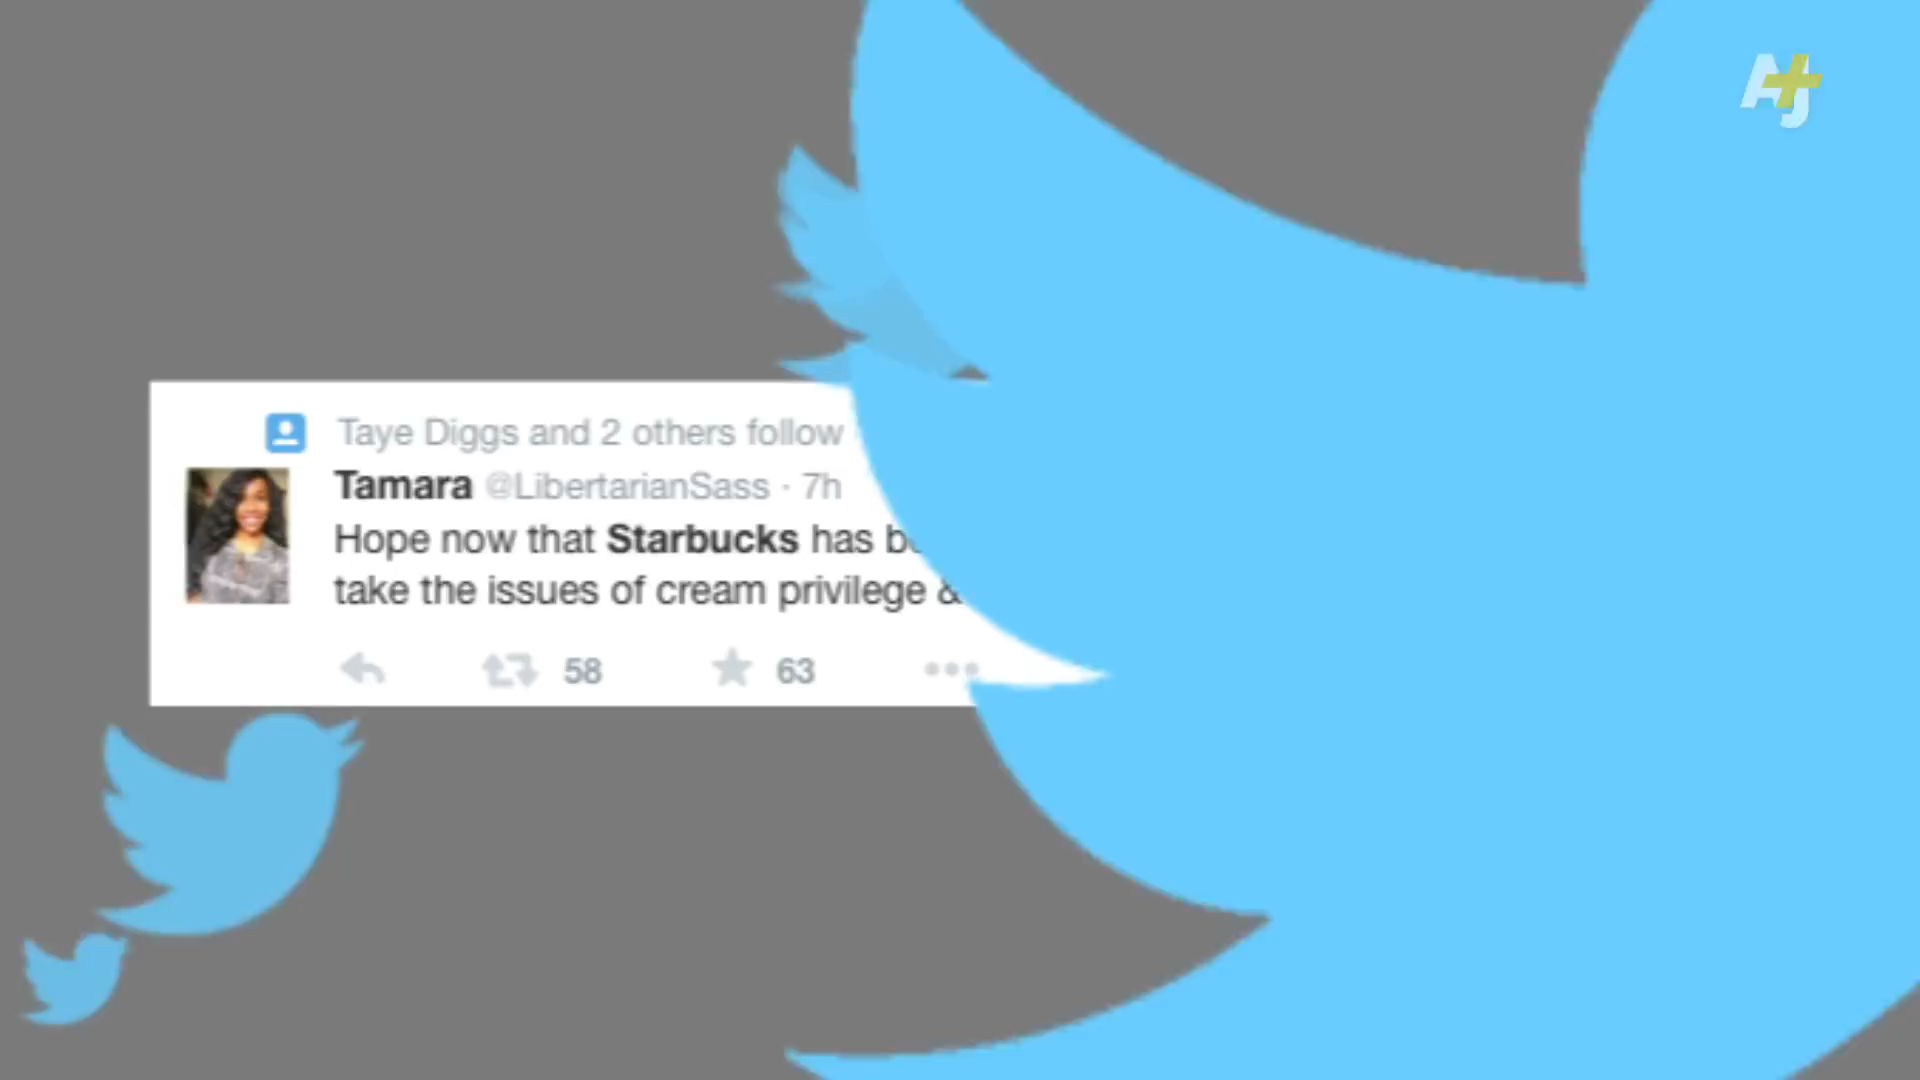 AJ+
Taye Diggs and 2 others follow
Tamara @LibertarianSass · 7h
Hope now that Starbucks has
take the issues of cream privilege &
58 63